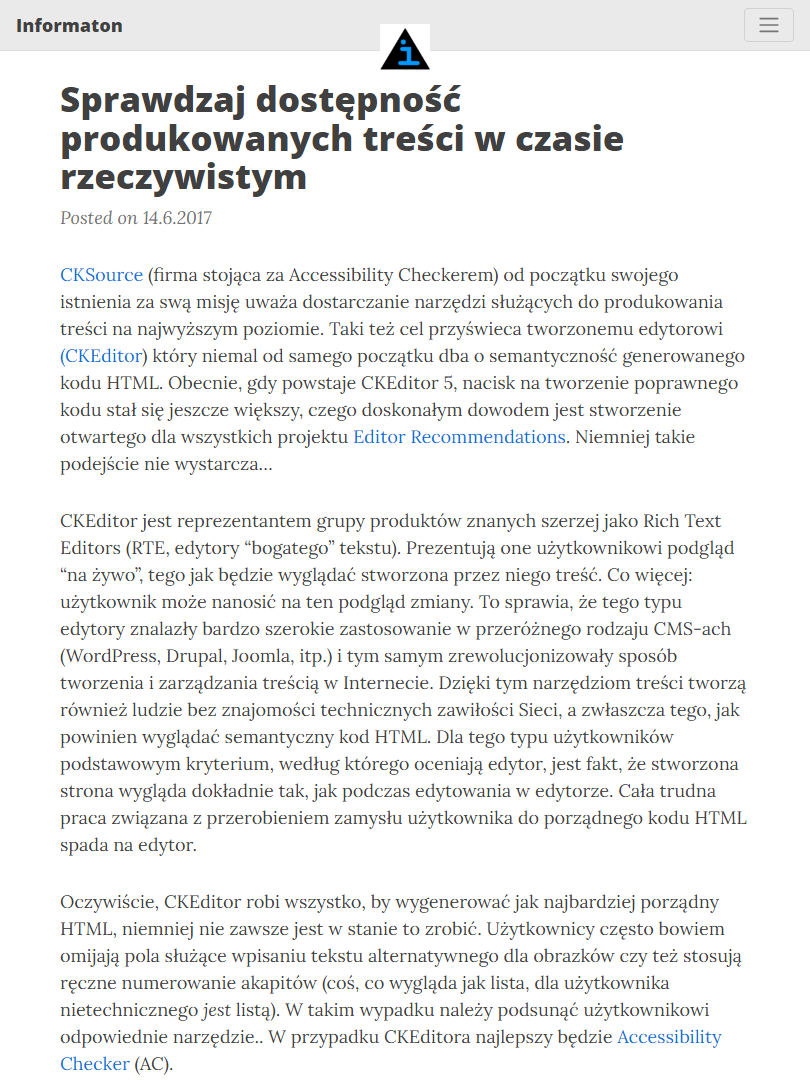 Informaton
i
Sprawdzaj dostępność
produkowanych treści w czasie
rzeczywistym
Posted on 14.6.2017
CKSource (firma stojąca za Accessibility Checkerem) od początku swojego
istnienia za swą misję uważa dostarczanie narzędzi służących do produkowania
treści na najwyższym poziomie. Taki też cel przyświeca tworzonemu edytorowi
(CKEditor) który niemal od samego początku dba o semantyczność generowanego
kodu HTML. Obecnie, gdy powstaje CKEditor 5, nacisk na tworzenie poprawnego
kodu stał się jeszcze większy, czego doskonałym dowodem jest stworzenie
otwartego dla wszystkich projektu Editor Recommendations. Niemniej takie
podejście nie wystarcza…
CKEditor jest reprezentantem grupy produktów znanych szerzej jako Rich Text
Editors (RTE, edytory “bogatego” tekstu). Prezentują one użytkownikowi podgląd
“na żywo”, tego jak będzie wyglądać stworzona przez niego treść. Co więcej:
użytkownik może nanosić na ten podgląd zmiany. To sprawia, że tego typu
edytory znalazły bardzo szerokie zastosowanie w przeróżnego rodzaju CMS-ach
(WordPress, Drupal, Joomla, itp.) i tym samym zrewolucjonizowały sposób
tworzenia i zarządzania treścią w Internecie. Dzięki tym narzędziom treści tworzą
również ludzie bez znajomości technicznych zawiłości Sieci, a zwłaszcza tego, jak
powinien wyglądać semantyczny kod HTML. Dla tego typu użytkowników
podstawowym kryterium, według którego oceniają edytor, jest fakt, że stworzona
strona wygląda dokładnie tak, jak podczas edytowania w edytorze. Cała trudna
praca związana z przerobieniem zamysłu użytkownika do porządnego kodu HTML
spada na edytor.
Oczywiście, CKEditor robi wszystko, by wygenerować jak najbardziej porządny
HTML, niemniej nie zawsze jest w stanie to zrobić. Użytkownicy często bowiem
omijają pola służące wpisaniu tekstu alternatywnego dla obrazków czy też stosują
ręczne numerowanie akapitów (coś, co wygląda jak lista, dla użytkownika
nietechnicznego jest listą). W takim wypadku należy podsunąć użytkownikowi
odpowiednie narzędzie.. W przypadku CKEditora najlepszy będzie Accessibility
Checker (AC).